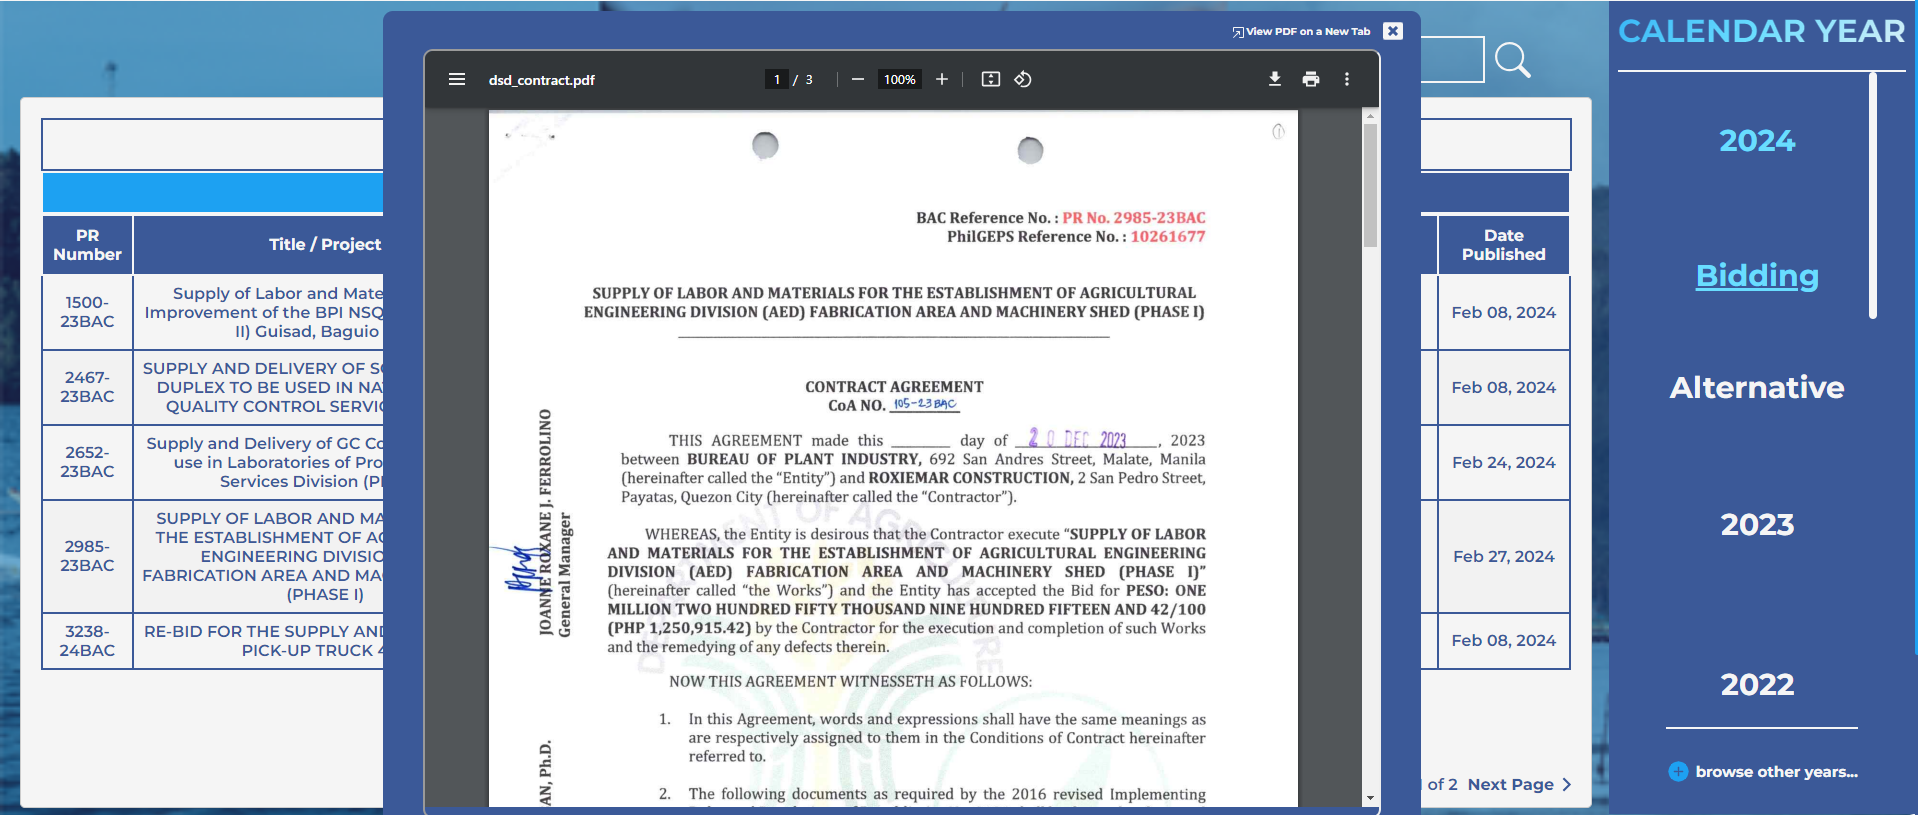 View PDF on a New Tab
CALENDAR YEAR
2024
Bidding
Alternative
2023
2022
browse other years...
dsd_contract.pdf
1 / 3
100%
PR Number
Title / Project
Date Published
1500-23BAC
Supply of Labor and Mate
Improvement of the BPI NSQ
II) Guisad, Baguio
Feb 08, 2024
2467-23BAC
SUPPLY AND DELIVERY OF S
DUPLEX TO BE USED IN NA
QUALITY CONTROL SERVIC
Feb 08, 2024
2652-23BAC
Supply and Delivery of GC Co
use in Laboratories of Pro
Services Division (P
Feb 24, 2024
2985-23BAC
SUPPLY OF LABOR AND MA
THE ESTABLISHMENT OF A
ENGINEERING DIVISIO
FABRICATION AREA AND MA
(PHASE I)
Feb 27, 2024
3238-24BAC
RE-BID FOR THE SUPPLY AND
PICK-UP TRUCK 4
Feb 08, 2024
of 2 Next Page
BAC Reference No. : PR No. 2985-23BAC
PhilGEPS Reference No. : 10261677
SUPPLY OF LABOR AND MATERIALS FOR THE ESTABLISHMENT OF AGRICULTURAL
ENGINEERING DIVISION (AED) FABRICATION AREA AND MACHINERY SHED (PHASE I)
CONTRACT AGREEMENT
CoA NO. 105-23BAC
THIS AGREEMENT made this ______ day of 20 DEC 2023, 2023
between BUREAU OF PLANT INDUSTRY, 692 San Andres Street, Malate, Manila
(hereinafter called the “Entity”) and ROXIEMAR CONSTRUCTION, 2 San Pedro Street,
Payatas, Quezon City (hereinafter called the “Contractor”).
WHEREAS, the Entity is desirous that the Contractor execute “SUPPLY OF LABOR
AND MATERIALS FOR THE ESTABLISHMENT OF AGRICULTURAL ENGINEERING
DIVISION (AED) FABRICATION AREA AND MACHINERY SHED (PHASE I)”
(hereinafter called “the Works”) and the Entity has accepted the Bid for PESO: ONE
MILLION TWO HUNDRED FIFTY THOUSAND NINE HUNDRED FIFTEEN AND 42/100
(PHP 1,250,915.42) by the Contractor for the execution and completion of such Works
and the remedying of any defects therein.
NOW THIS AGREEMENT WITNESSETH AS FOLLOWS:
1. In this Agreement, words and expressions shall have the same meanings as
are respectively assigned to them in the Conditions of Contract hereinafter
referred to.
2. The following documents as required by the 2016 revised Implementing
JOANNE ROXANE J. FERROLINO
General Manager
AN, Ph.D.
DEPARTMENT OF AGRICULTURE